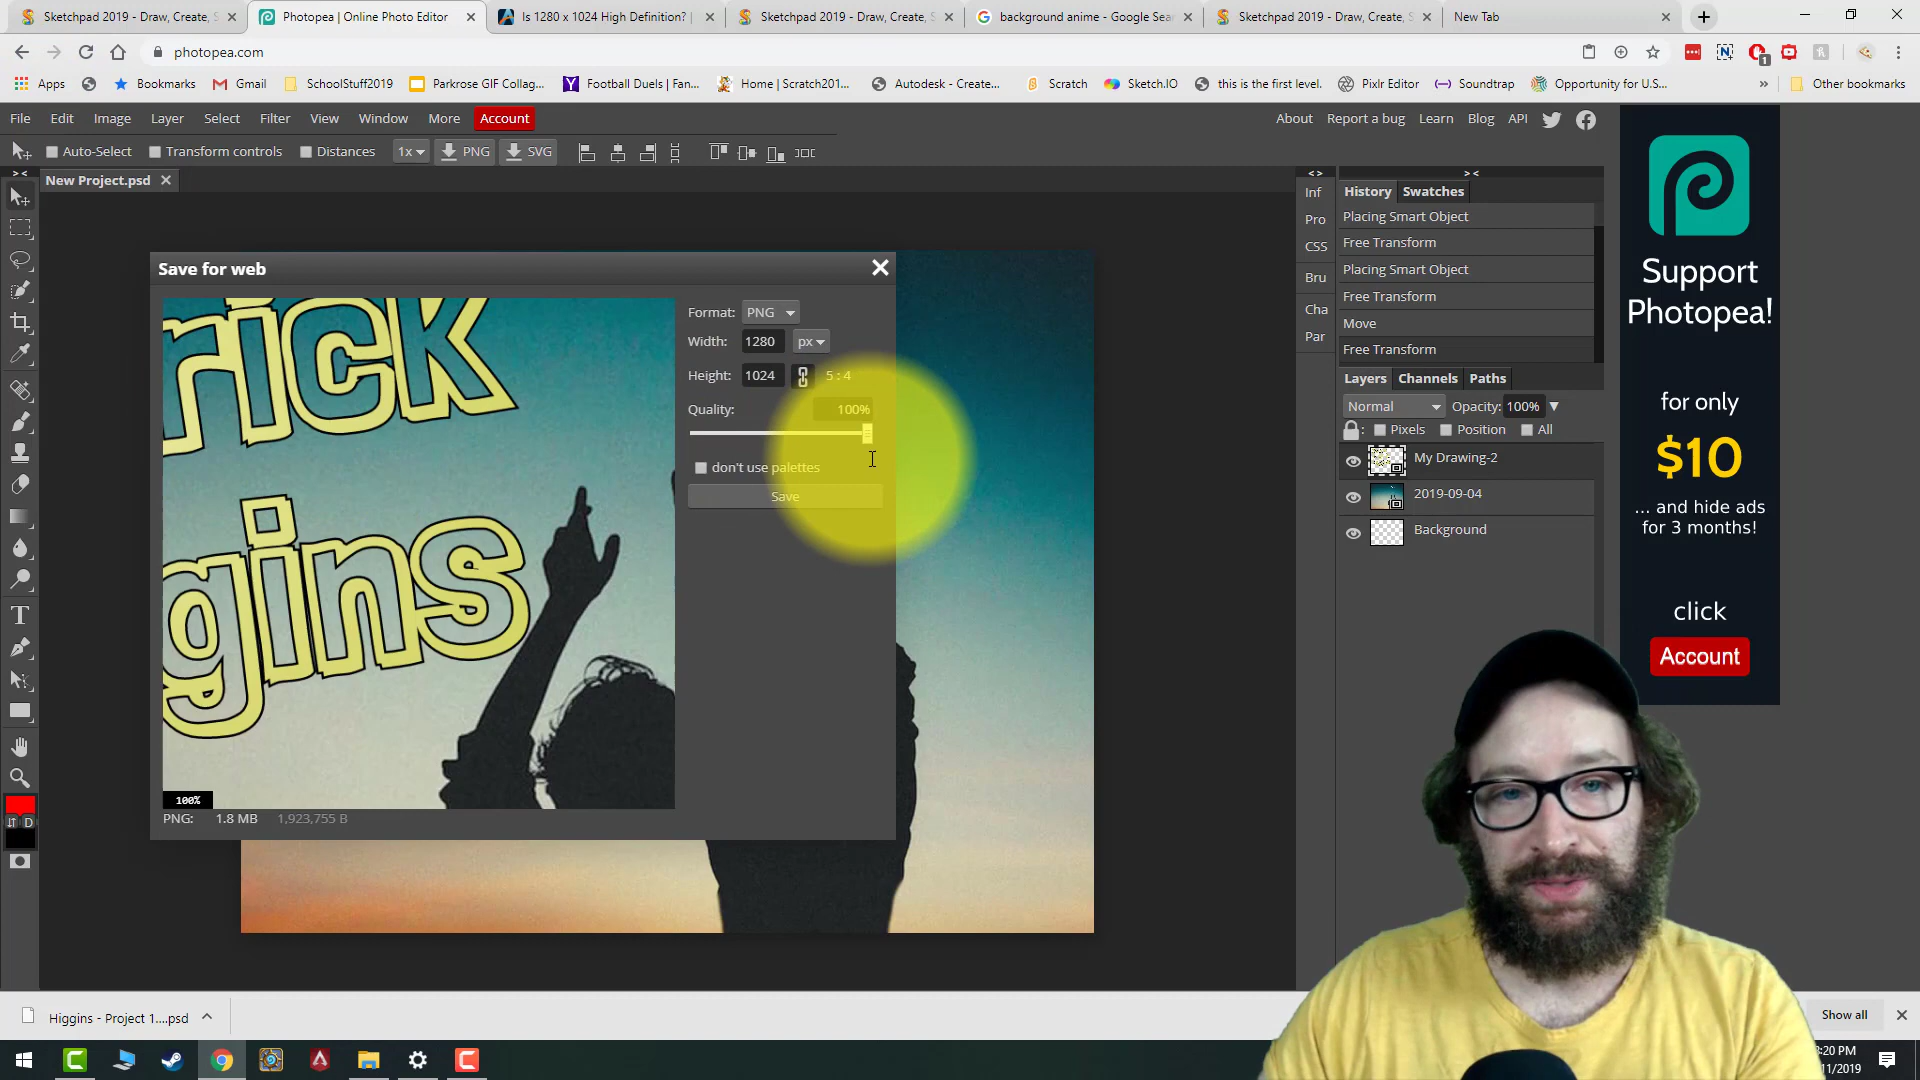 Sketchpad 2019 - Draw, Create, S
Photopea | Online Photo Editor
Is 1280 x 1024 High Definition? |
Sketchpad 2019 - Draw, Create, S
background anime - Google Sea
Sketchpad 2019 - Draw, Create, S
New Tab
photopea.com
Apps
Bookmarks
Gmail
SchoolStuff2019
Parkrose GIF Collag...
Football Duels | Fan...
Home | Scratch201...
Autodesk - Create...
Scratch
Sketch.IO
this is the first level.
Pixlr Editor
Soundtrap
Opportunity for U.S...
»
Other bookmarks
File Edit Image Layer Select Filter View Window More Account
About Report a bug Learn Blog API
Auto-Select Transform controls Distances 1x PNG SVG
New Project.psd
Save for web
rick
gins
Format: PNG
Width: 1280 px
Height: 1024 5 : 4
Quality: 100%
don't use palettes
Save
100%
PNG: 1.8 MB 1,923,755 B
Inf
Pro
CSS
Bru
Cha
Par
History Swatches
Placing Smart Object
Free Transform
Placing Smart Object
Free Transform
Move
Free Transform
Layers Channels Paths
Normal Opacity: 100%
: Pixels Position All
My Drawing-2
2019-09-04
Background
Support
Photopea!
for only
$10
... and hide ads
for 3 months!
click
Account
D
Higgins - Project 1....psd
Show all
:20 PM
11/2019